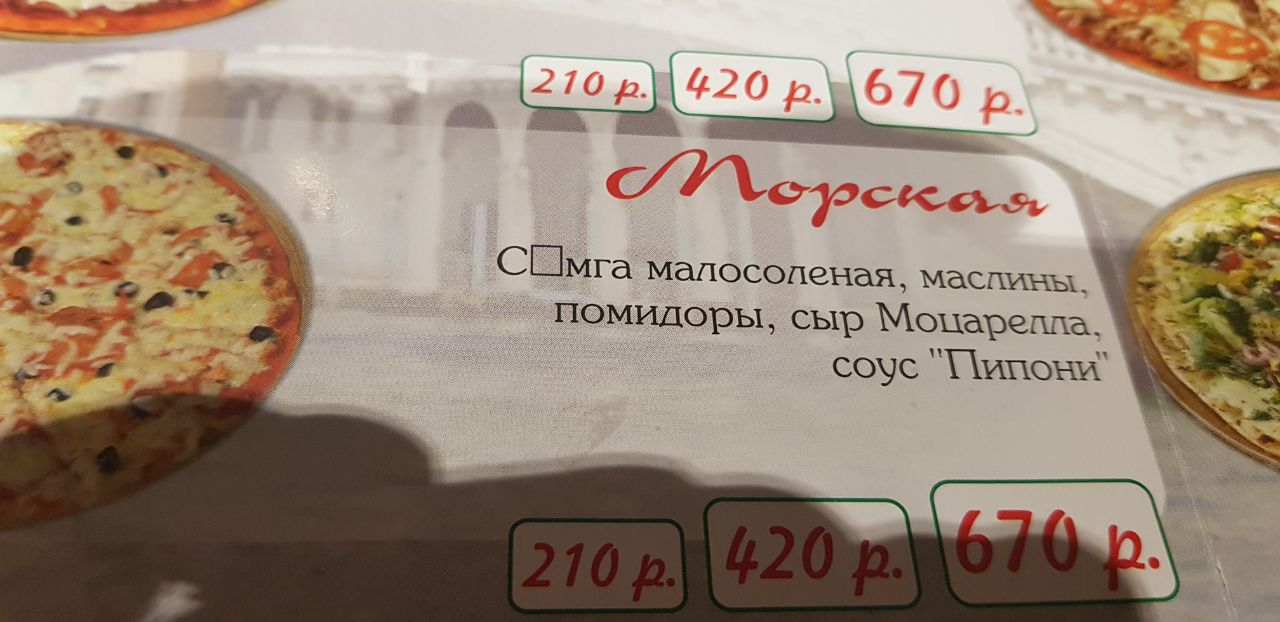 210 р. 420 р. 670 р.
Морская
С□мга малосоленая, маслины,
помидоры, сыр Моцарелла,
соус "Пипони"
210 р. 420 р. 670 р.